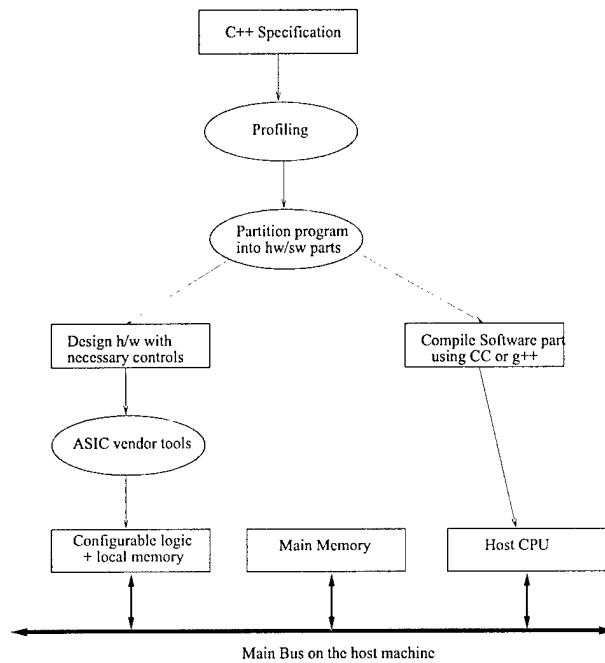 C++ Specification
Profiling
Partition program
into hw/sw parts
Design h/w with
necessary controls
Compile Software part
using CC or g++
ASIC vendor tools
Configurable logic
+ local memory
Main Memory
Host CPU
Main Bus on the host machine